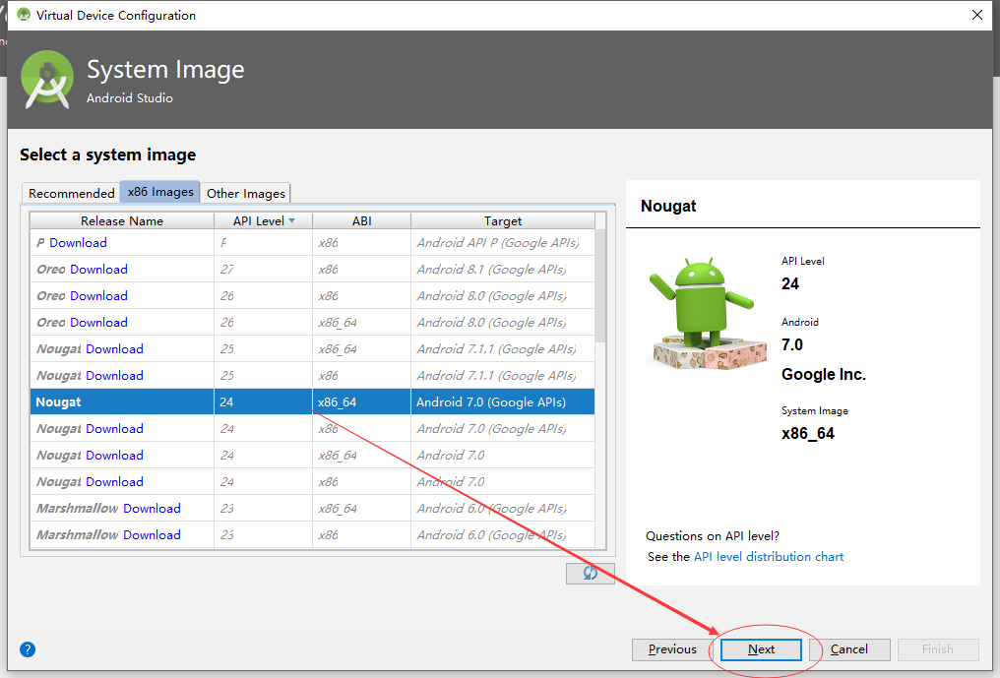 Virtual Device Configuration
System Image
Android Studio
Select a system image
Recommended x86 Images Other Images
Release Name API Level ABI Target
P Download P x86 Android API P (Google APIs)
Oreo Download 27 x86 Android 8.1 (Google APIs)
Oreo Download 26 x86 Android 8.0 (Google APIs)
Oreo Download 26 x86_64 Android 8.0 (Google APIs)
Nougat Download 25 x86_64 Android 7.1.1 (Google APIs)
Nougat Download 25 x86 Android 7.1.1 (Google APIs)
Nougat 24 x86_64 Android 7.0 (Google APIs)
Nougat Download 24 x86 Android 7.0 (Google APIs)
Nougat Download 24 x86_64 Android 7.0
Nougat Download 24 x86 Android 7.0
Marshmallow Download 23 x86_64 Android 6.0 (Google APIs)
Marshmallow Download 23 x86 Android 6.0 (Google APIs)
Nougat
API Level
24
Android
7.0
Google Inc.
System Image
x86_64
Questions on API level?
See the API level distribution chart
? Previous Next Cancel Finish